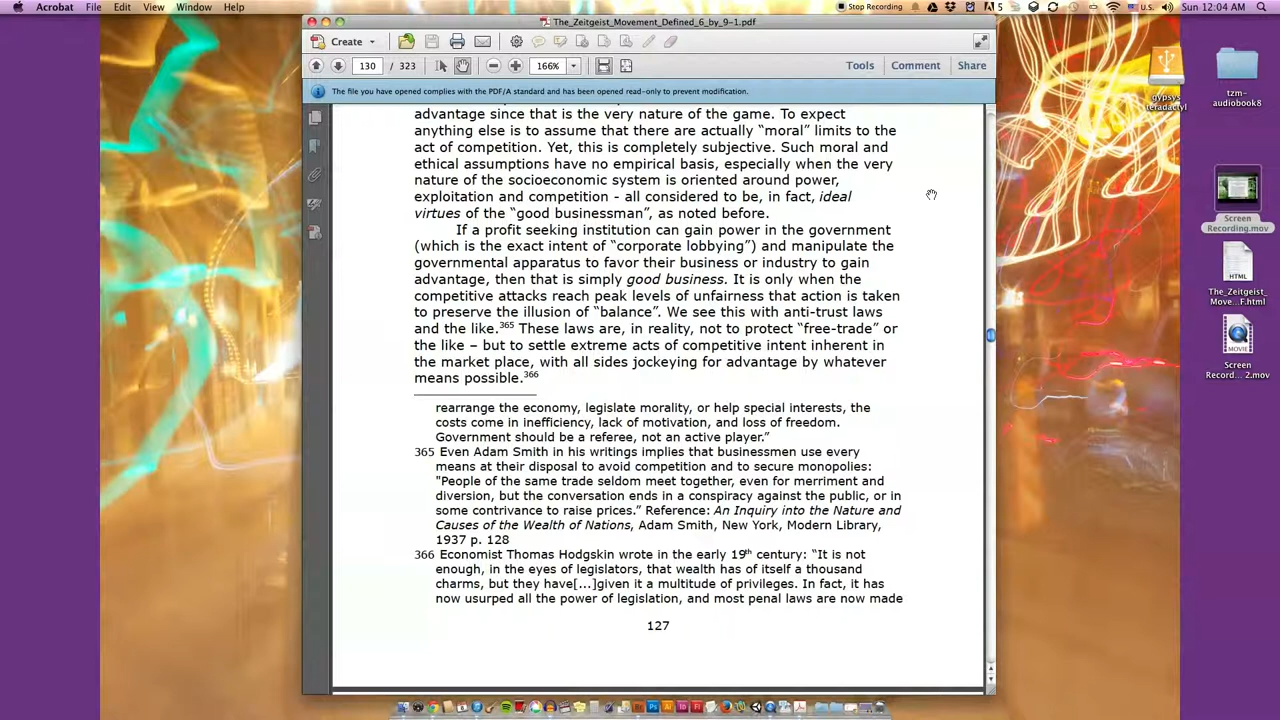 Acrobat File Edit View Window Help
Stop Recording
5
U.S.
Sun 12:04 AM
The_Zeitgeist_Movement_Defined_6_by_9-1.pdf
Create
130 / 323
166%
Tools Comment Share
The file you have opened complies with the PDF/A standard and has been opened read-only to prevent modification.
advantage since that is the very nature of the game. To expect
anything else is to assume that there are actually “moral” limits to the
act of competition. Yet, this is completely subjective. Such moral and
ethical assumptions have no empirical basis, especially when the very
nature of the socioeconomic system is oriented around power,
exploitation and competition - all considered to be, in fact, ideal
virtues of the “good businessman”, as noted before.
If a profit seeking institution can gain power in the government
(which is the exact intent of “corporate lobbying”) and manipulate the
governmental apparatus to favor their business or industry to gain
advantage, then that is simply good business. It is only when the
competitive attacks reach peak levels of unfairness that action is taken
to preserve the illusion of “balance”. We see this with anti-trust laws
and the like.365 These laws are, in reality, not to protect “free-trade” or
the like – but to settle extreme acts of competitive intent inherent in
the market place, with all sides jockeying for advantage by whatever
means possible.366
rearrange the economy, legislate morality, or help special interests, the
costs come in inefficiency, lack of motivation, and loss of freedom.
Government should be a referee, not an active player.”
365 Even Adam Smith in his writings implies that businessmen use every
means at their disposal to avoid competition and to secure monopolies:
"People of the same trade seldom meet together, even for merriment and
diversion, but the conversation ends in a conspiracy against the public, or in
some contrivance to raise prices.” Reference: An Inquiry into the Nature and
Causes of the Wealth of Nations, Adam Smith, New York, Modern Library,
1937 p. 128
366 Economist Thomas Hodgskin wrote in the early 19th century: “It is not
enough, in the eyes of legislators, that wealth has of itself a thousand
charms, but they have[...]given it a multitude of privileges. In fact, it has
now usurped all the power of legislation, and most penal laws are now made
127
gypsys
teradactyl
tzm-
audiobook8
Screen
Recording.mov
HTML
The_Zeitgeist_
Move...F.html
MOVIE
Screen
Record... 2.mov